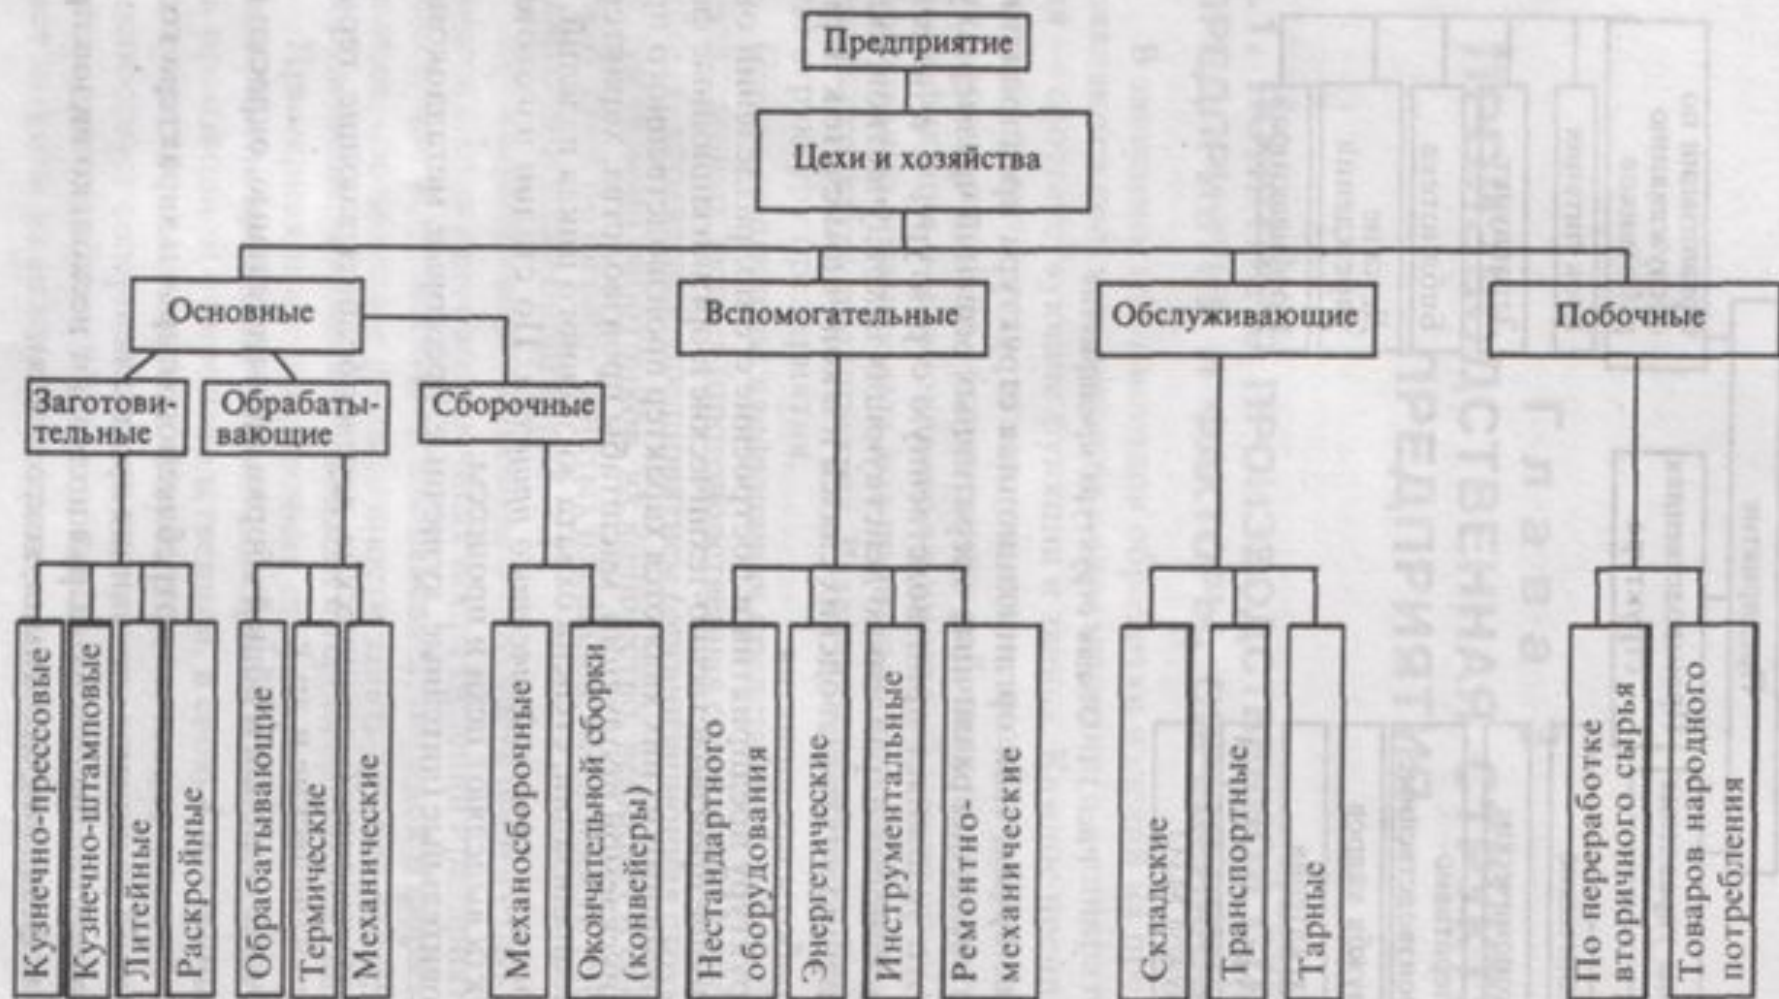 Предприятие
Цехи и хозяйства
Основные
Вспомогательные
Обслуживающие
Побочные
Заготови-
тельные
Обрабаты-
вающие
Сборочные
Кузнечно-прессовые
Кузнечно-штамповые
Литейные
Раскройные
Обрабатывающие
Термические
Механические
Механосборочные
Окончательной сборки
(конвейеры)
Нестандартного
оборудования
Энергетические
Инструментальные
Ремонтно-
механические
Складские
Транспортные
Тарные
По переработке
вторичного сырья
Товаров народного
потребления